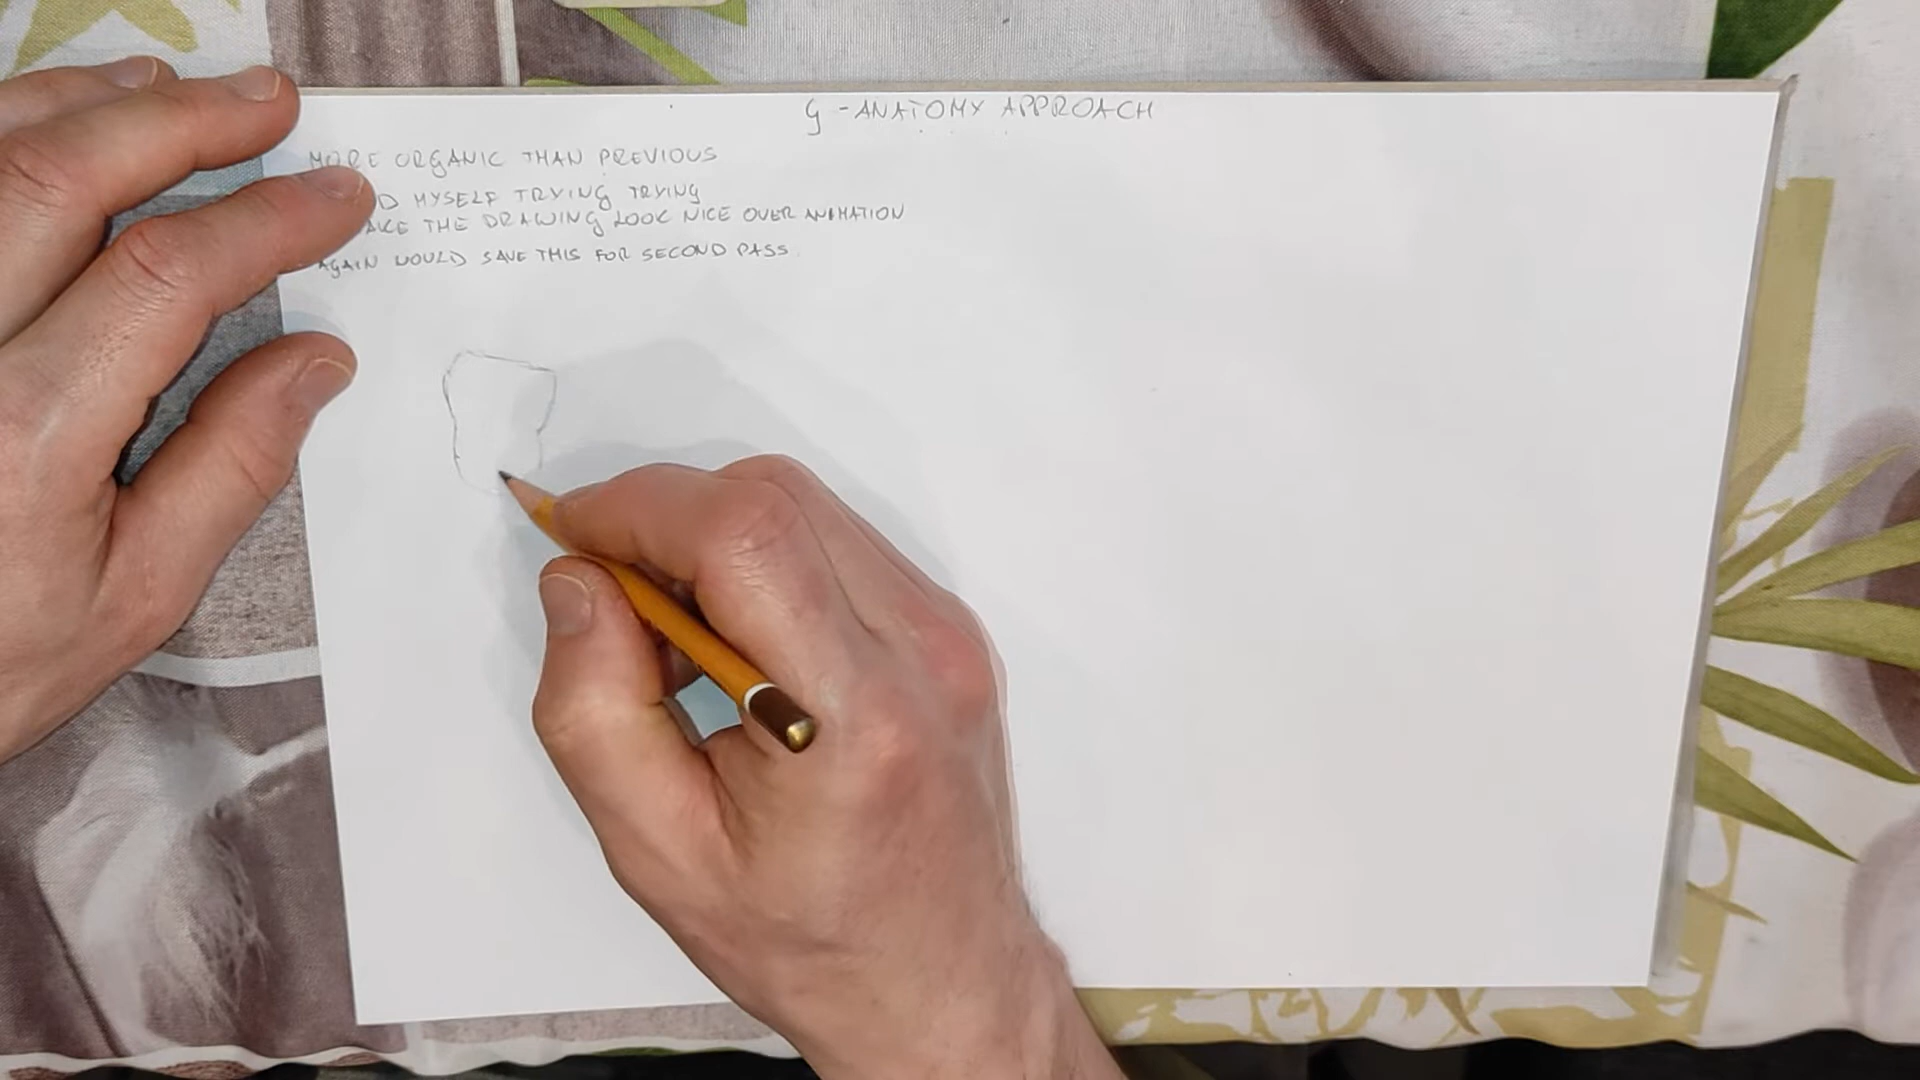 9 - ANATOMY APPROACH
MORE ORGANIC THAN PREVIOUS
MYSELF TRYING TRYING
THE DRAWING LOOK NICE OVER ANIMATION
AGAIN WOULD SAVE THIS FOR SECOND PASS